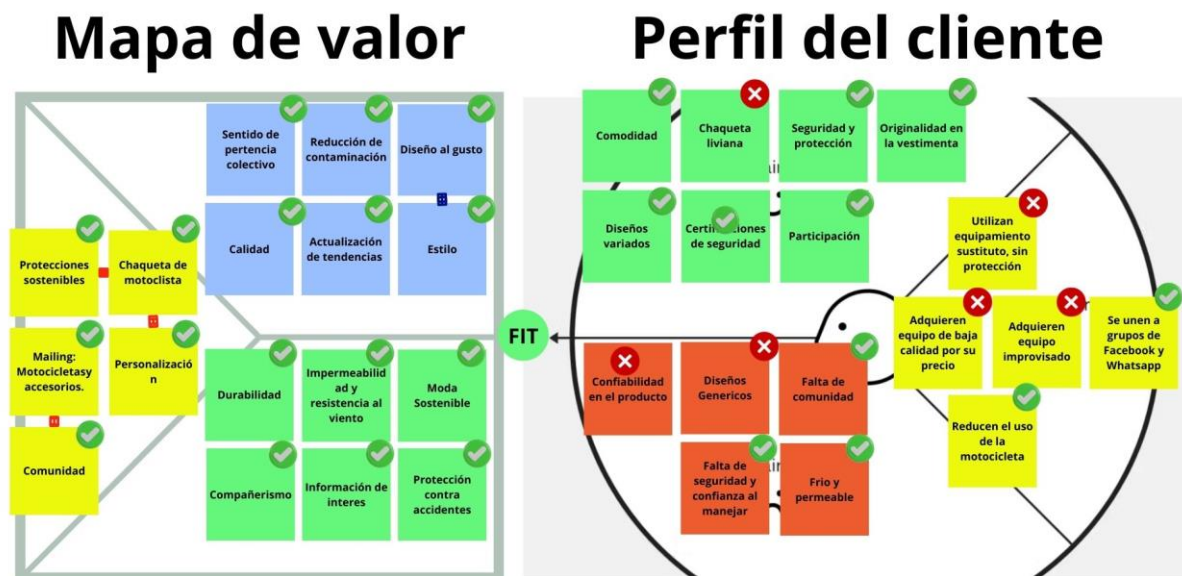 Mapa de valor
Perfil del cliente
Sentido de
pertencia
colectivo
Reducción de
contaminación
Diseño al gusto
Calidad
Actualización
de tendencias
Estilo
Protecciones
sostenibles
Chaqueta de
motoclista
Mailing:
Motocicletasy
accesorios.
Personalizació
n
Comunidad
Durabilidad
Impermeabilid
ad y
resistencia al
viento
Moda
Sostenible
Compañerismo
Información de
interes
Protección
contra
accidentes
FIT
Comodidad
Chaqueta
liviana
Seguridad y
protección
Originalidad en
la vestimenta
Diseños
variados
de seguridad
Participación
Confiabilidad
en el producto
Diseños
Genericos
Falta de
comunidad
Falta de
seguridad y
confianza al
manejar
Frio y
permeable
Utilizan
equipamiento
sustituto, sin
protección
Adquieren
equipo de baja
calidad por su
precio
Adquieren
equipo
improvisado
Se unen a
grupos de
Facebook y
Whatsapp
Reducen el uso
de la
motocicleta